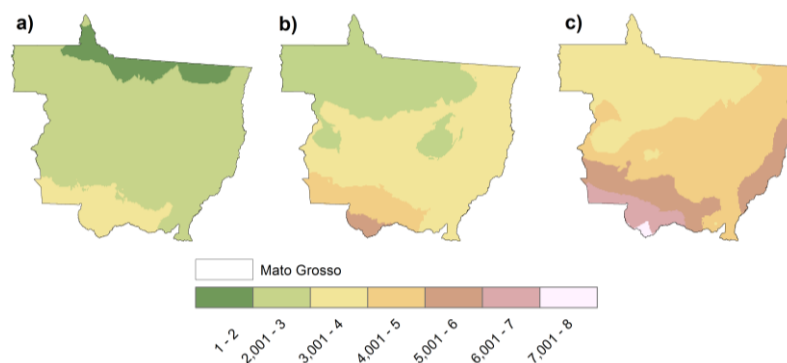 a) b) c)
Mato Grosso
1 - 2 2,001 - 3 3,001 - 4 4,001 - 5 5,001 - 6 6,001 - 7 7,001 - 8